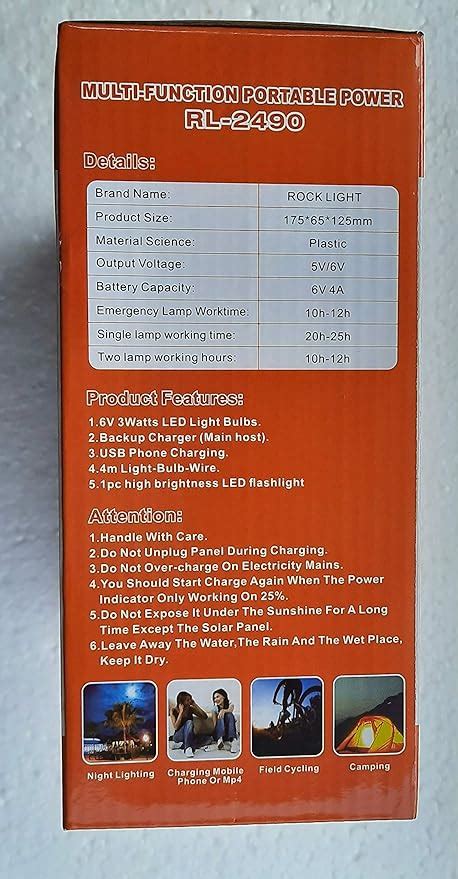 MULTI-FUNCTION PORTABLE POWER
RL-2490
Details:
Brand Name: ROCK LIGHT
Product Size: 175*65*125mm
Material Science: Plastic
Output Voltage: 5V/6V
Battery Capacity: 6V 4A
Emergency Lamp Worktime: 10h-12h
Single lamp working time: 20h-25h
Two lamp working hours: 10h-12h
Product Features:
1.6V 3Watts LED Light Bulbs.
2.Backup Charger (Main host).
3.USB Phone Charging.
4.4m Light-Bulb-Wire.
5.1pc high brightness LED flashlight
Attention:
1.Handle With Care.
2.Do Not Unplug Panel During Charging.
3.Do Not Over-charge On Electricity Mains.
4.You Should Start Charge Again When The Power
Indicator Only Working On 25%.
5.Do Not Expose It Under The Sunshine For A Long
Time Except The Solar Panel.
6.Leave Away The Water,The Rain And The Wet Place,
Keep It Dry.
Night Lighting
Charging Mobile
Phone Or Mp4
Field Cycling
Camping